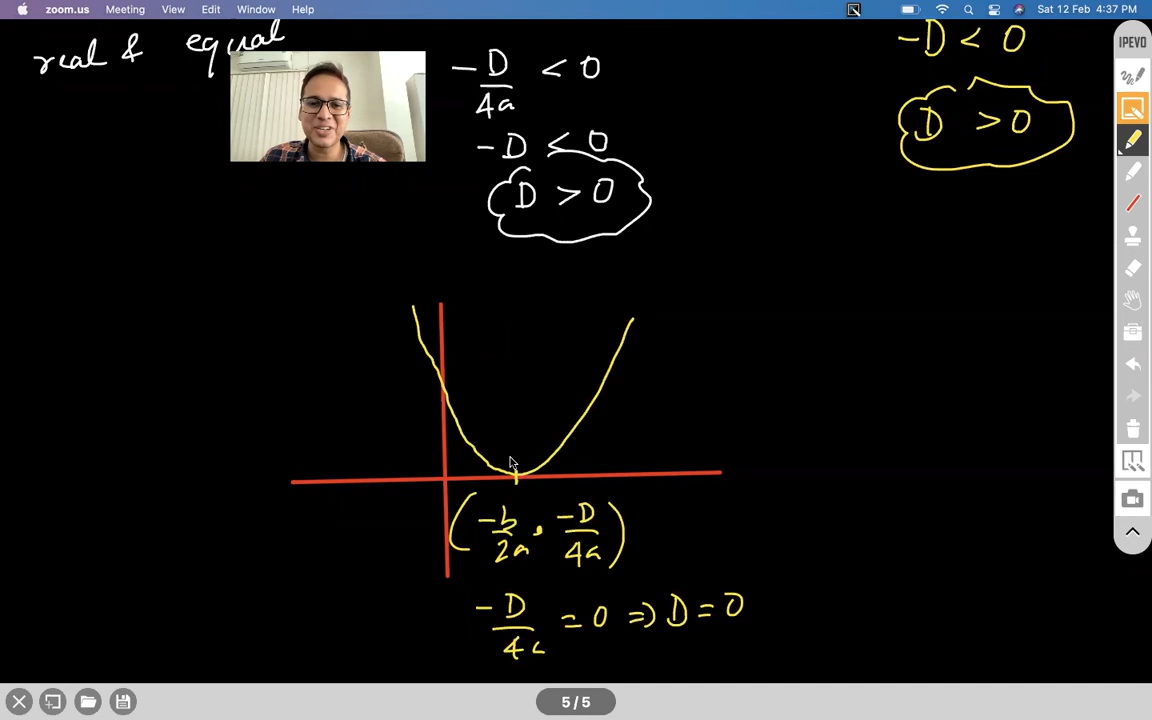 zoom.us Meeting View Edit Window Help Sat 12 Feb 4:37 PM
real & equal
-D/4a < 0
-D < 0
D > 0
-D < 0
D > 0
IPEVO
(-b/2a, -D/4a)
-D/4a = 0 ⇒ D = 0
5/5